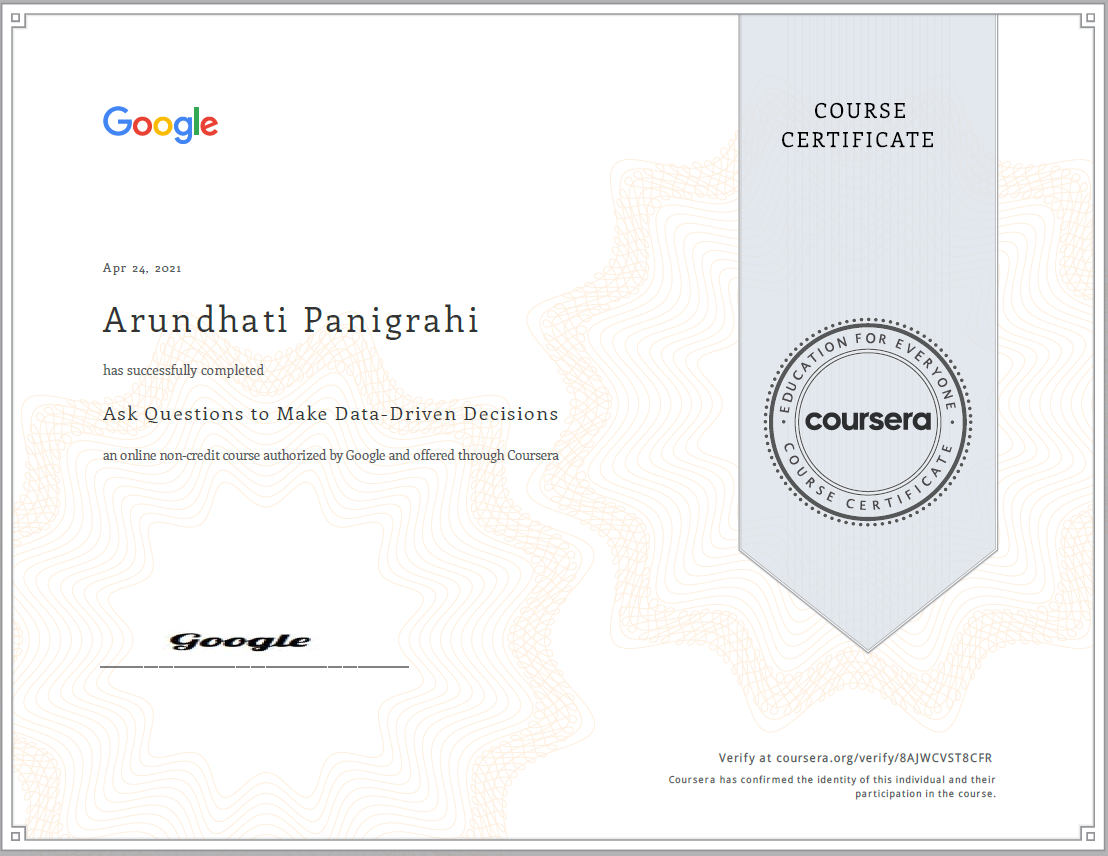 Google
COURSE
CERTIFICATE
Apr 24, 2021
Arundhati Panigrahi
has successfully completed
Ask Questions to Make Data-Driven Decisions
an online non-credit course authorized by Google and offered through Coursera
EDUCATION FOR EVERYONE
coursera
COURSE CERTIFICATE
Google
Verify at coursera.org/verify/8AJWCVST8CFR
Coursera has confirmed the identity of this individual and their
participation in the course.